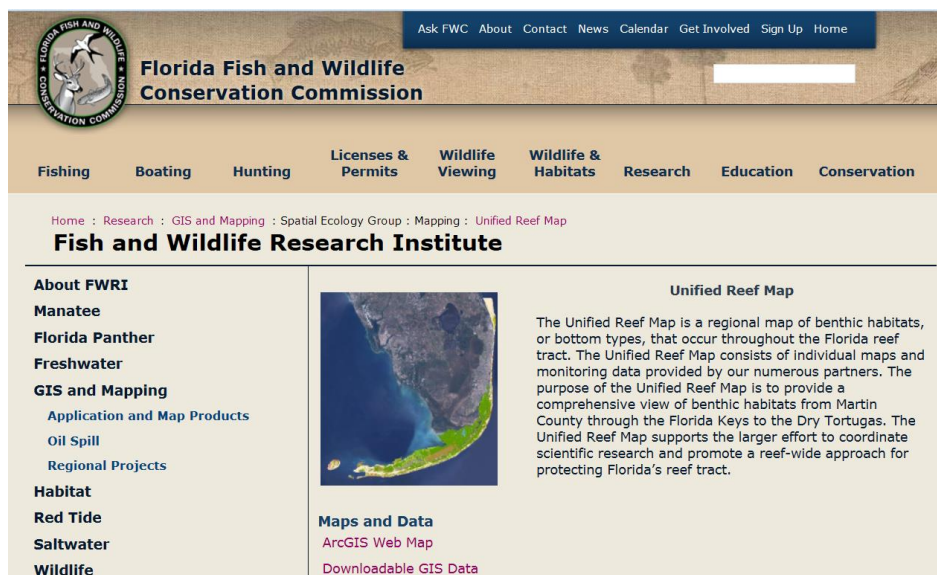 FLORIDA FISH AND WILDLIFE CONSERVATION COMMISSION
Ask FWC About Contact News Calendar Get Involved Sign Up Home
Florida Fish and Wildlife
Conservation Commission
Fishing Boating Hunting Licenses & Permits Wildlife Viewing Wildlife & Habitats Research Education Conservation
Home : Research : GIS and Mapping : Spatial Ecology Group : Mapping : Unified Reef Map
Fish and Wildlife Research Institute
About FWRI
Manatee
Florida Panther
Freshwater
GIS and Mapping
Application and Map Products
Oil Spill
Regional Projects
Habitat
Red Tide
Saltwater
Wildlife
Unified Reef Map
The Unified Reef Map is a regional map of benthic habitats,
or bottom types, that occur throughout the Florida reef
tract. The Unified Reef Map consists of individual maps and
monitoring data provided by our numerous partners. The
purpose of the Unified Reef Map is to provide a
comprehensive view of benthic habitats from Martin
County through the Florida Keys to the Dry Tortugas. The
Unified Reef Map supports the larger effort to coordinate
scientific research and promote a reef-wide approach for
protecting Florida's reef tract.
Maps and Data
ArcGIS Web Map
Downloadable GIS Data